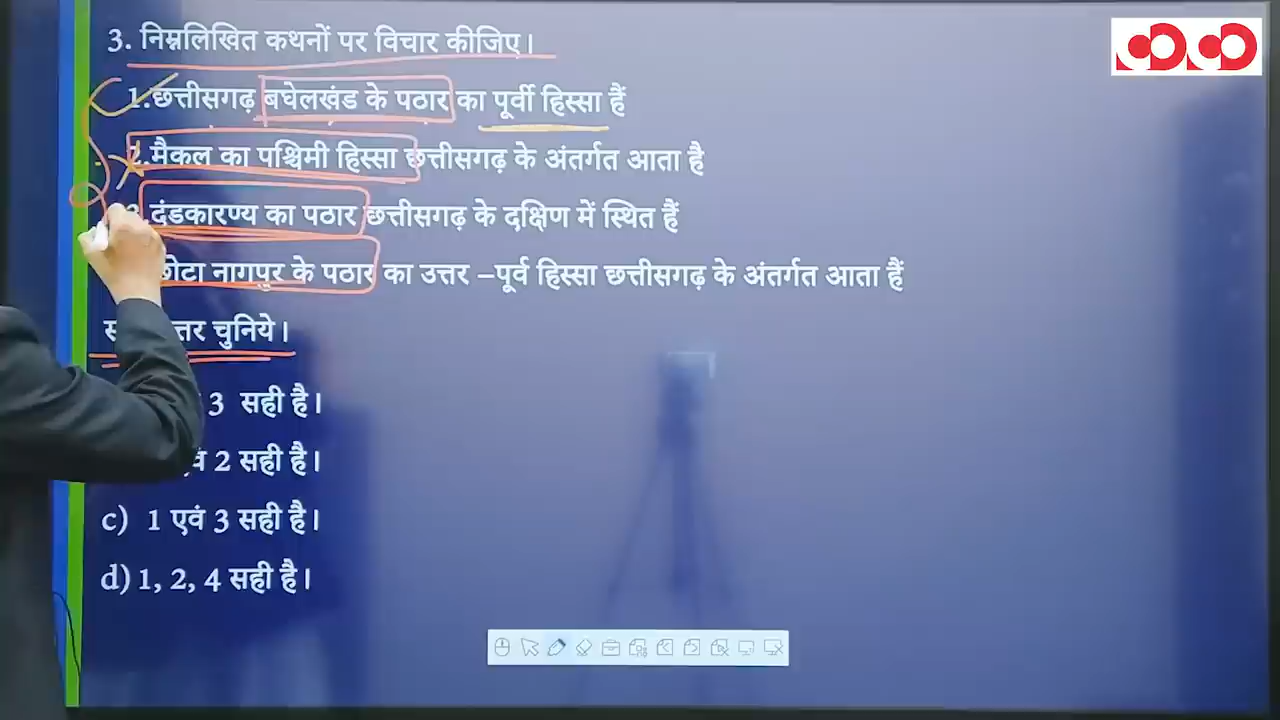 3. निम्नलिखित कथनों पर विचार कीजिए।
1.छत्तीसगढ़ बघेलखंड के पठार का पूर्वी हिस्सा हैं
2.मैकल का पश्चिमी हिस्सा छत्तीसगढ़ के अंतर्गत आता है
3.दंडकारण्य का पठार छत्तीसगढ़ के दक्षिण में स्थित हैं
छोटा नागपुर के पठार का उत्तर –पूर्व हिस्सा छत्तीसगढ़ के अंतर्गत आता हैं
चुनिये।
3 सही है।
2 सही है।
c) 1 एवं 3 सही है।
d) 1, 2, 4 सही है।